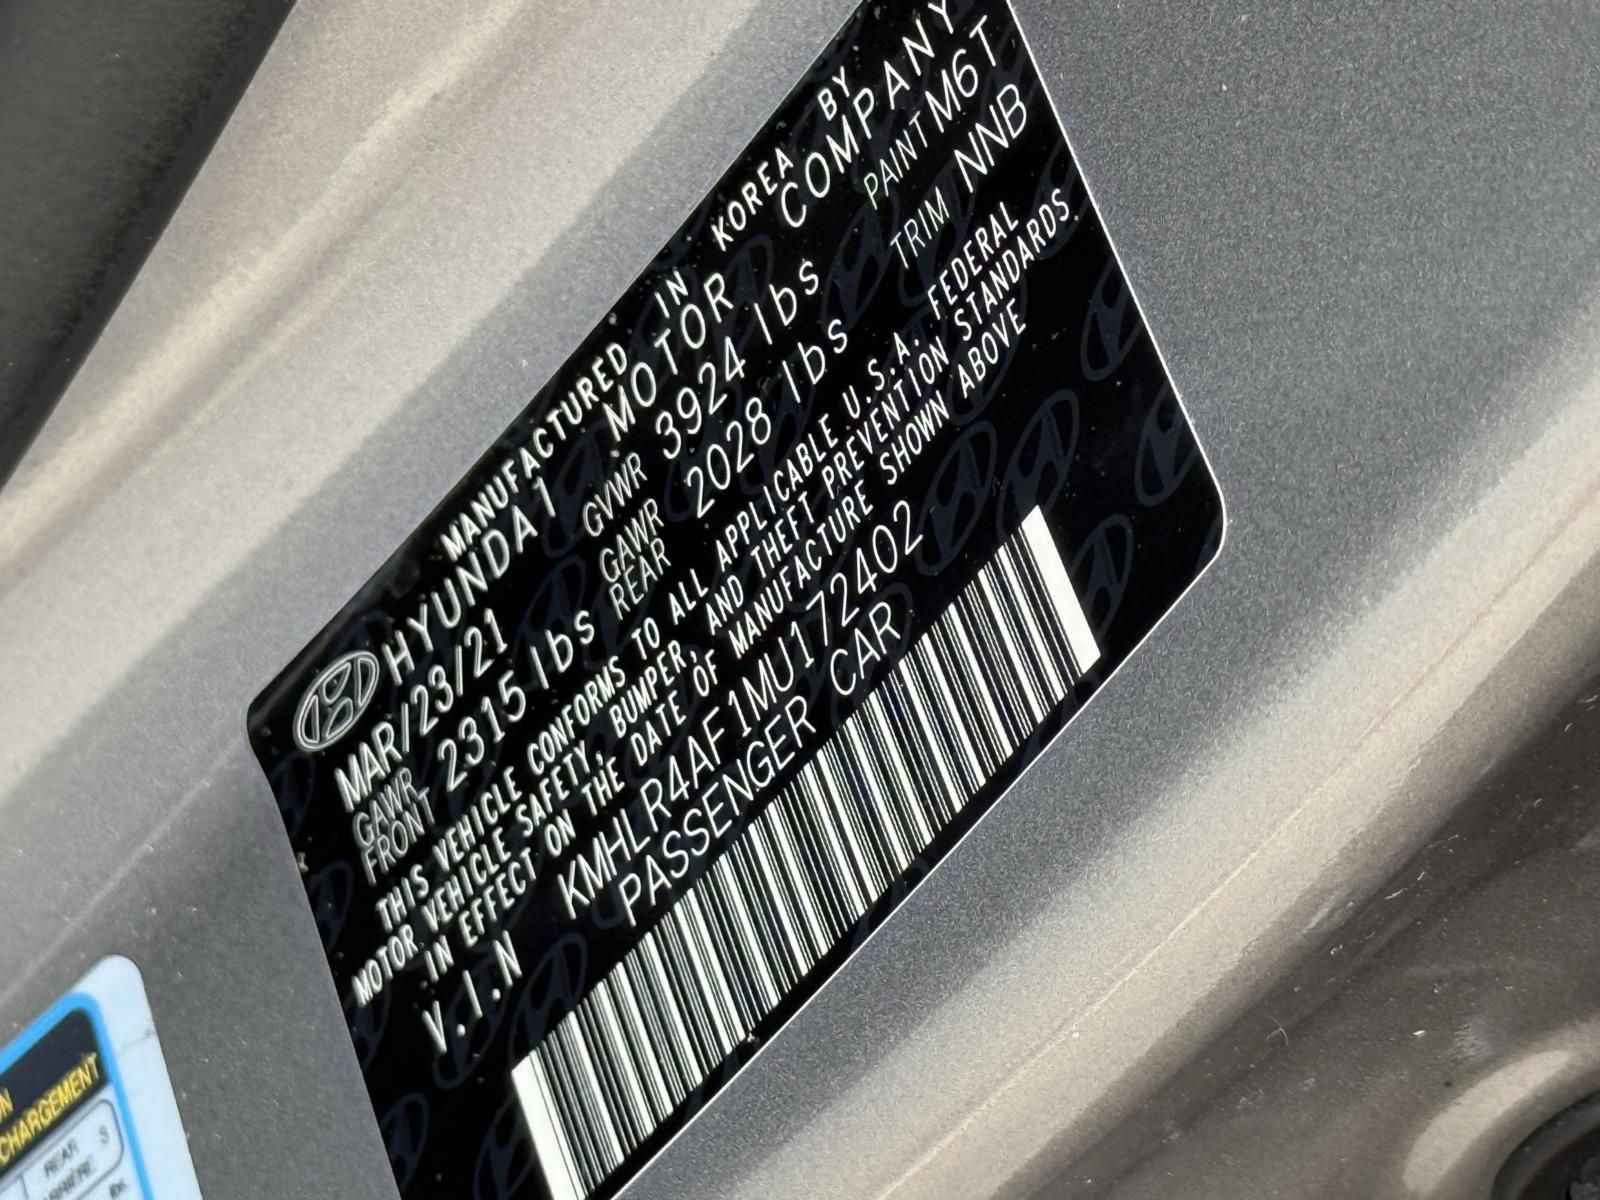 MANUFACTURED IN KOREA BY
HYUNDAI MOTOR COMPANY
MAR/23/21 GVWR 3924 lbs PAINT M6T
GAWR FRONT 2315 lbs GAWR REAR 2028 lbs TRIM NNB
THIS VEHICLE CONFORMS TO ALL APPLICABLE U.S.A. FEDERAL
MOTOR VEHICLE SAFETY, BUMPER, AND THEFT PREVENTION STANDARDS
IN EFFECT ON THE DATE OF MANUFACTURE SHOWN ABOVE.
V.I.N KMHLR4AF1MU172402
PASSENGER CAR
CHARGEMENT
REAR 3